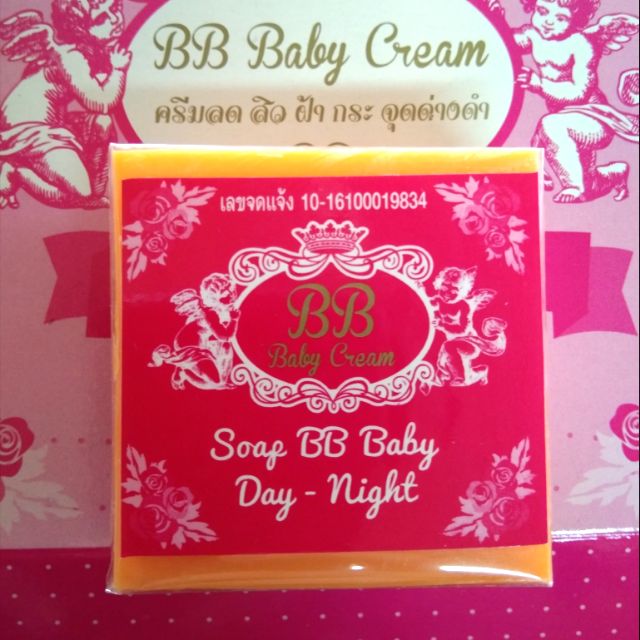 BB Baby Cream
ครีมลด สิว ฝ้า กระ จุดด่างดำ
เลขจดแจ้ง 10-16100019834
BB
Baby Cream
Soap BB Baby
Day - Night